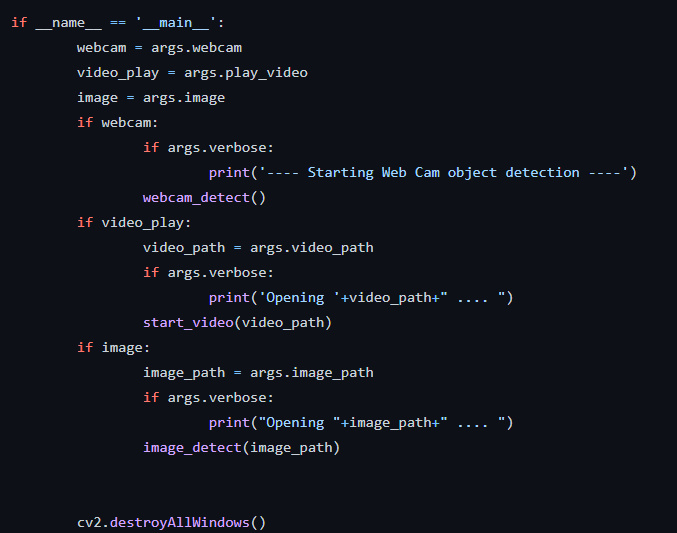 if __name__ == '__main__':
        webcam = args.webcam
        video_play = args.play_video
        image = args.image
        if webcam:
                if args.verbose:
                        print('---- Starting Web Cam object detection ----')
                webcam_detect()
        if video_play:
                video_path = args.video_path
                if args.verbose:
                        print('Opening '+video_path+" .... ")
                start_video(video_path)
        if image:
                image_path = args.image_path
                if args.verbose:
                        print("Opening "+image_path+" .... ")
                image_detect(image_path)


        cv2.destroyAllWindows()